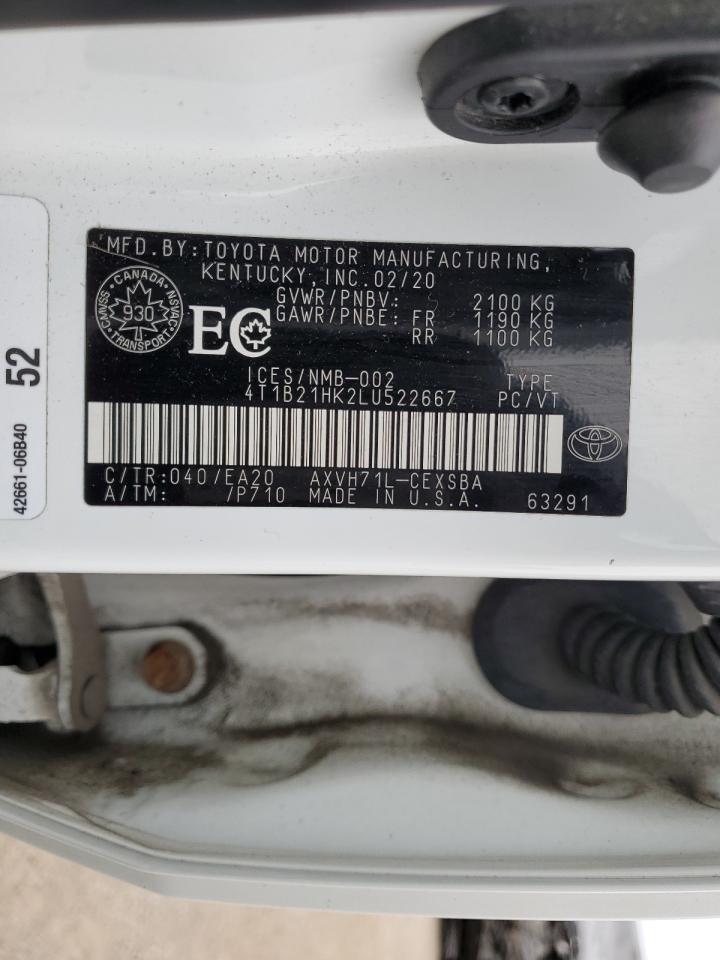 MFD. BY: TOYOTA MOTOR MANUFACTURING,
KENTUCKY, INC. 02/20
GVWR/PNBV: 2100 KG
GAWR/PNBE: FR 1190 KG
RR 1100 KG
CANADA
CMVSS 930 NSVAC
TRANSPORT
EC
ICES/NMB-002 TYPE
4T1B21HK2LU522667 PC/VT
C/TR: 040 /EA20 AXVH71L-CEXSBA
A/TM: /P710 MADE IN U.S.A. 63291
42661-06B40
52